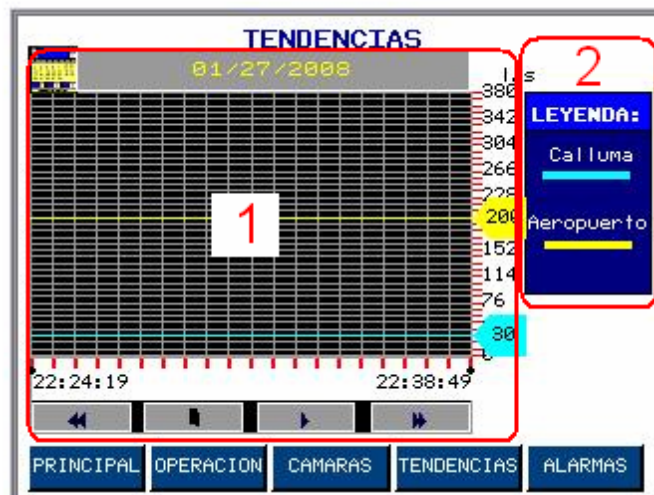 TENDENCIAS
01/27/2008
l/s
380
342
304
266
228
200
152
114
76
30
0
22:24:19
22:38:49
1
2
LEYENDA:
Calluma
Aeropuerto
PRINCIPAL
OPERACION
CAMARAS
TENDENCIAS
ALARMAS